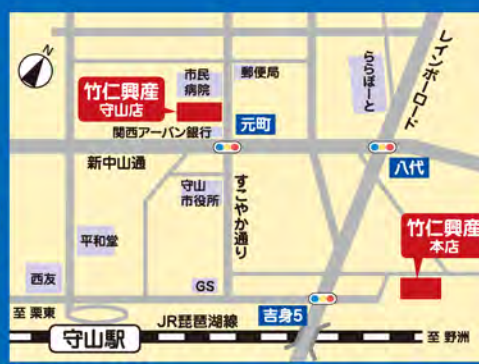 N
竹仁興産
守山店
市民
病院
郵便局
ららぽーと
レインボーロード
関西アーバン銀行
元町
新中山通
八代
守山
市役所
すこやか通り
竹仁興産
本店
平和堂
西友
GS
至 栗東
JR琵琶湖線
吉身5
守山駅
至 野洲